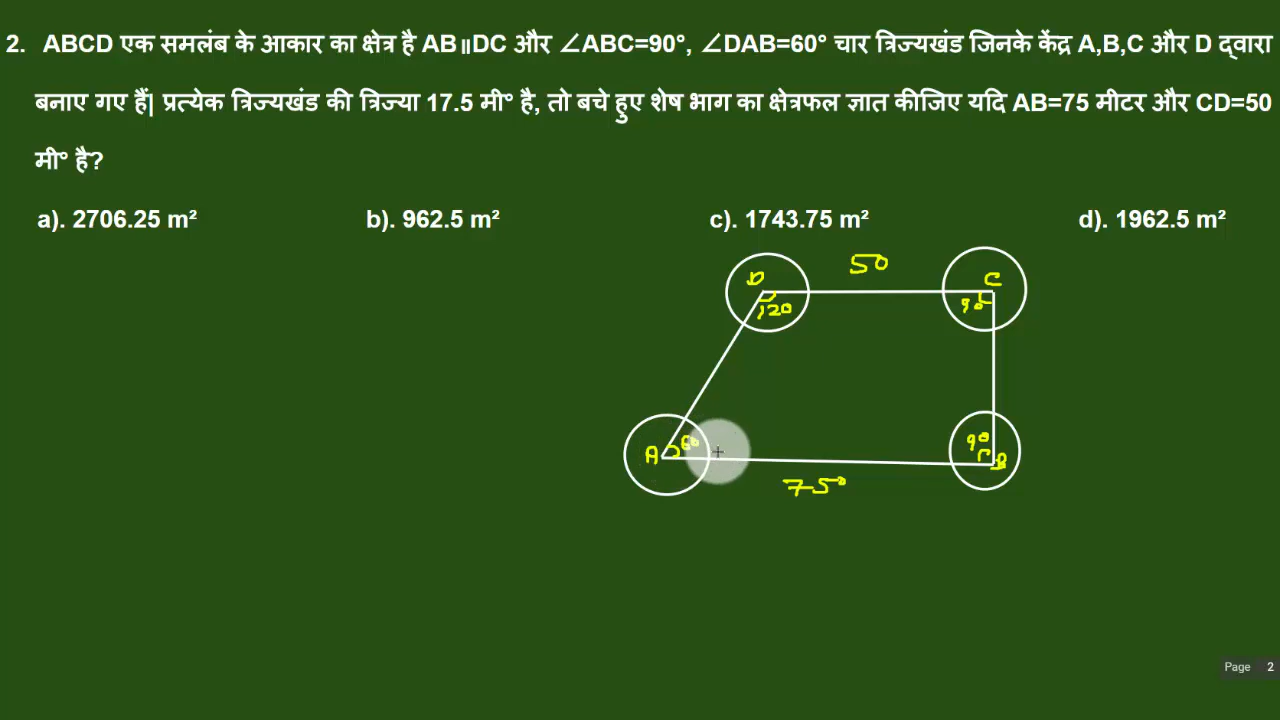 2. ABCD एक समलंब के आकार का क्षेत्र है AB॥DC और ∠ABC=90°, ∠DAB=60° चार त्रिज्यखंड जिनके केंद्र A,B,C और D द्वारा
बनाए गए हैं| प्रत्येक त्रिज्यखंड की त्रिज्या 17.5 मी° है, तो बचे हुए शेष भाग का क्षेत्रफल ज्ञात कीजिए यदि AB=75 मीटर और CD=50
मी° है?
a). 2706.25 m² b). 962.5 m² c). 1743.75 m² d). 1962.5 m²
50
D C
120 90
A 60 90 B
75
Page 2